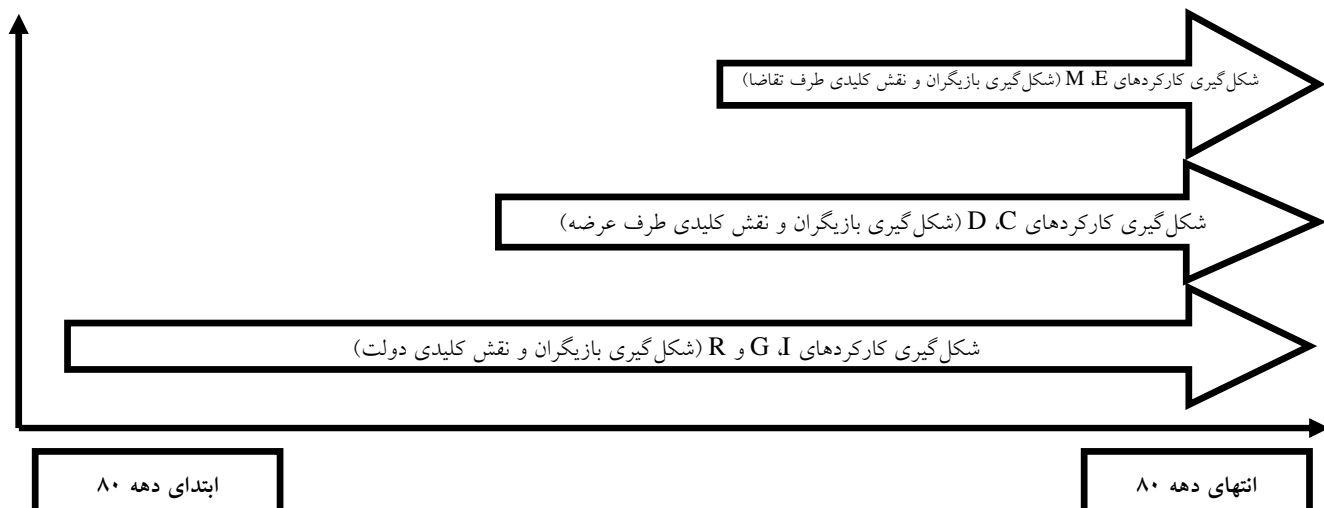 شکل‌گیری کارکردهای M ،E (شکل‌گیری بازیگران و نقش کلیدی طرف تقاضا)
شکل‌گیری کارکردهای D ،C (شکل‌گیری بازیگران و نقش کلیدی طرف عرضه)
شکل‌گیری کارکردهای G ،I و R (شکل‌گیری بازیگران و نقش کلیدی دولت)
ابتدای دهه ۸۰
انتهای دهه ۸۰